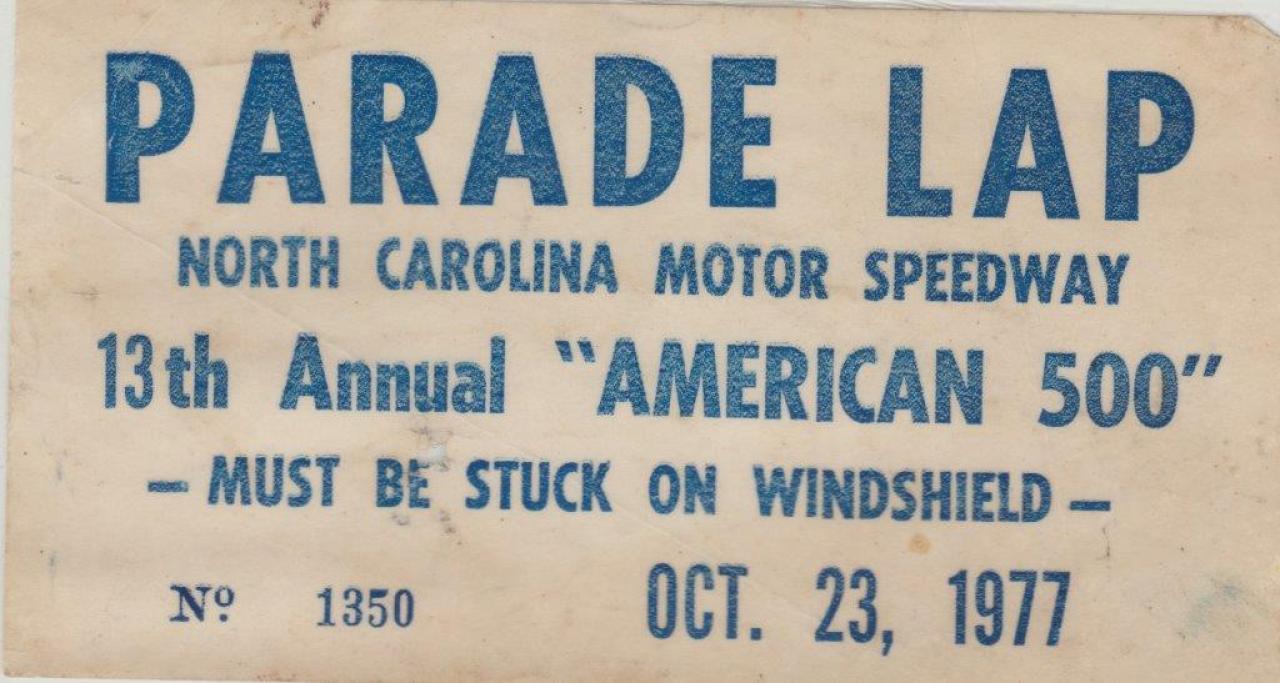 PARADE LAP
NORTH CAROLINA MOTOR SPEEDWAY
13th Annual "AMERICAN 500"
— MUST BE STUCK ON WINDSHIELD —
Nº 1350 OCT. 23, 1977